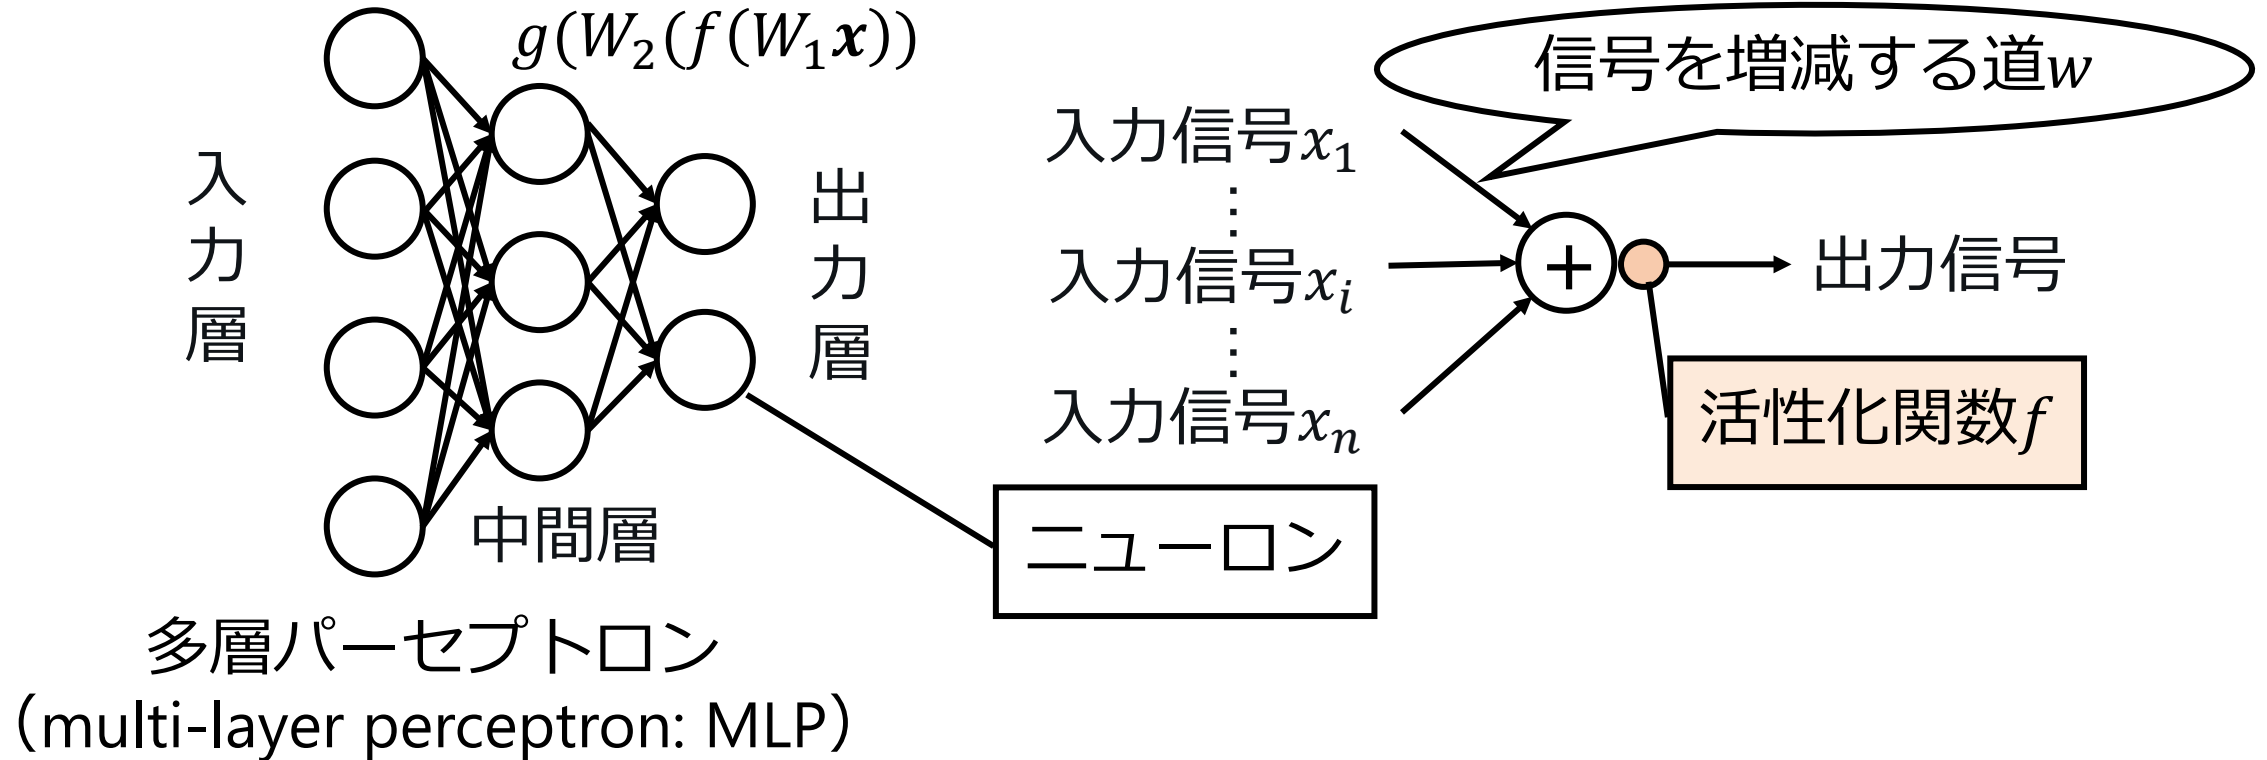 g(W₂(f(W₁x))
入力層
出力層
中間層
多層パーセプトロン
（multi-layer perceptron: MLP）
信号を増減する道w
入力信号x₁
⋮
入力信号xᵢ
⋮
入力信号xₙ
+
出力信号
活性化関数f
ニューロン